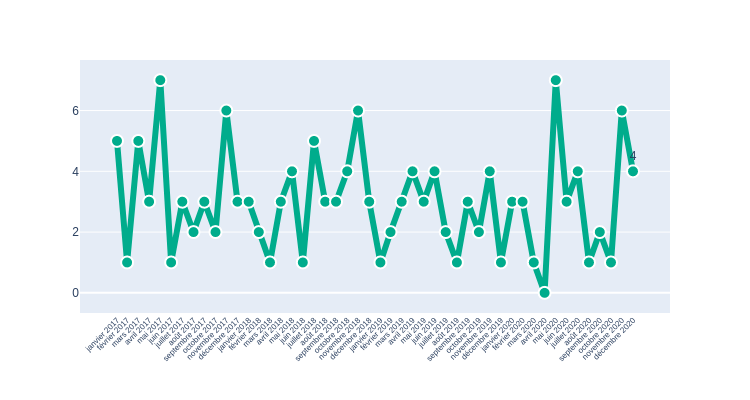 6
4
2
0
4
janvier 2017
février 2017
mars 2017
avril 2017
mai 2017
juin 2017
juillet 2017
août 2017
septembre 2017
octobre 2017
novembre 2017
décembre 2017
janvier 2018
février 2018
mars 2018
avril 2018
mai 2018
juin 2018
juillet 2018
août 2018
septembre 2018
octobre 2018
novembre 2018
décembre 2018
janvier 2019
février 2019
mars 2019
avril 2019
mai 2019
juin 2019
juillet 2019
août 2019
septembre 2019
octobre 2019
novembre 2019
décembre 2019
janvier 2020
février 2020
mars 2020
avril 2020
mai 2020
juin 2020
juillet 2020
août 2020
septembre 2020
octobre 2020
novembre 2020
décembre 2020